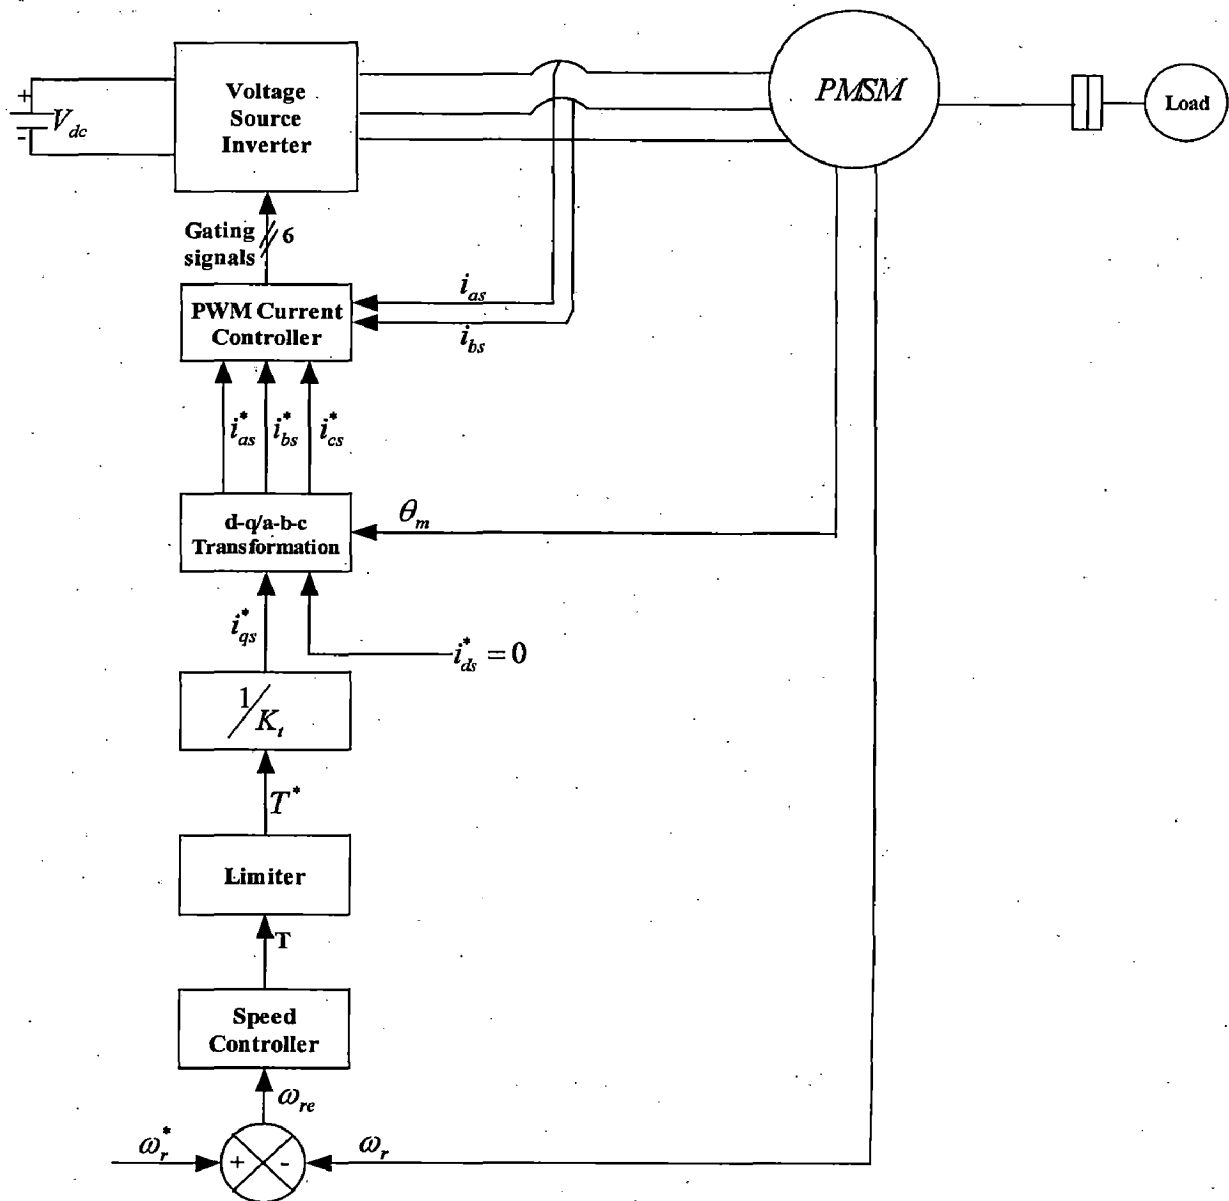 +
V_dc
-
Voltage
Source
Inverter
PMSM
Load
Gating
signals
6
PWM Current
Controller
i_as
i_bs
i*_as i*_bs i*_cs
d-q/a-b-c
Transformation
θ_m
i*_qs
i*_ds = 0
1/K_t
T*
Limiter
T
Speed
Controller
ω_re
ω*_r
+ -
ω_r